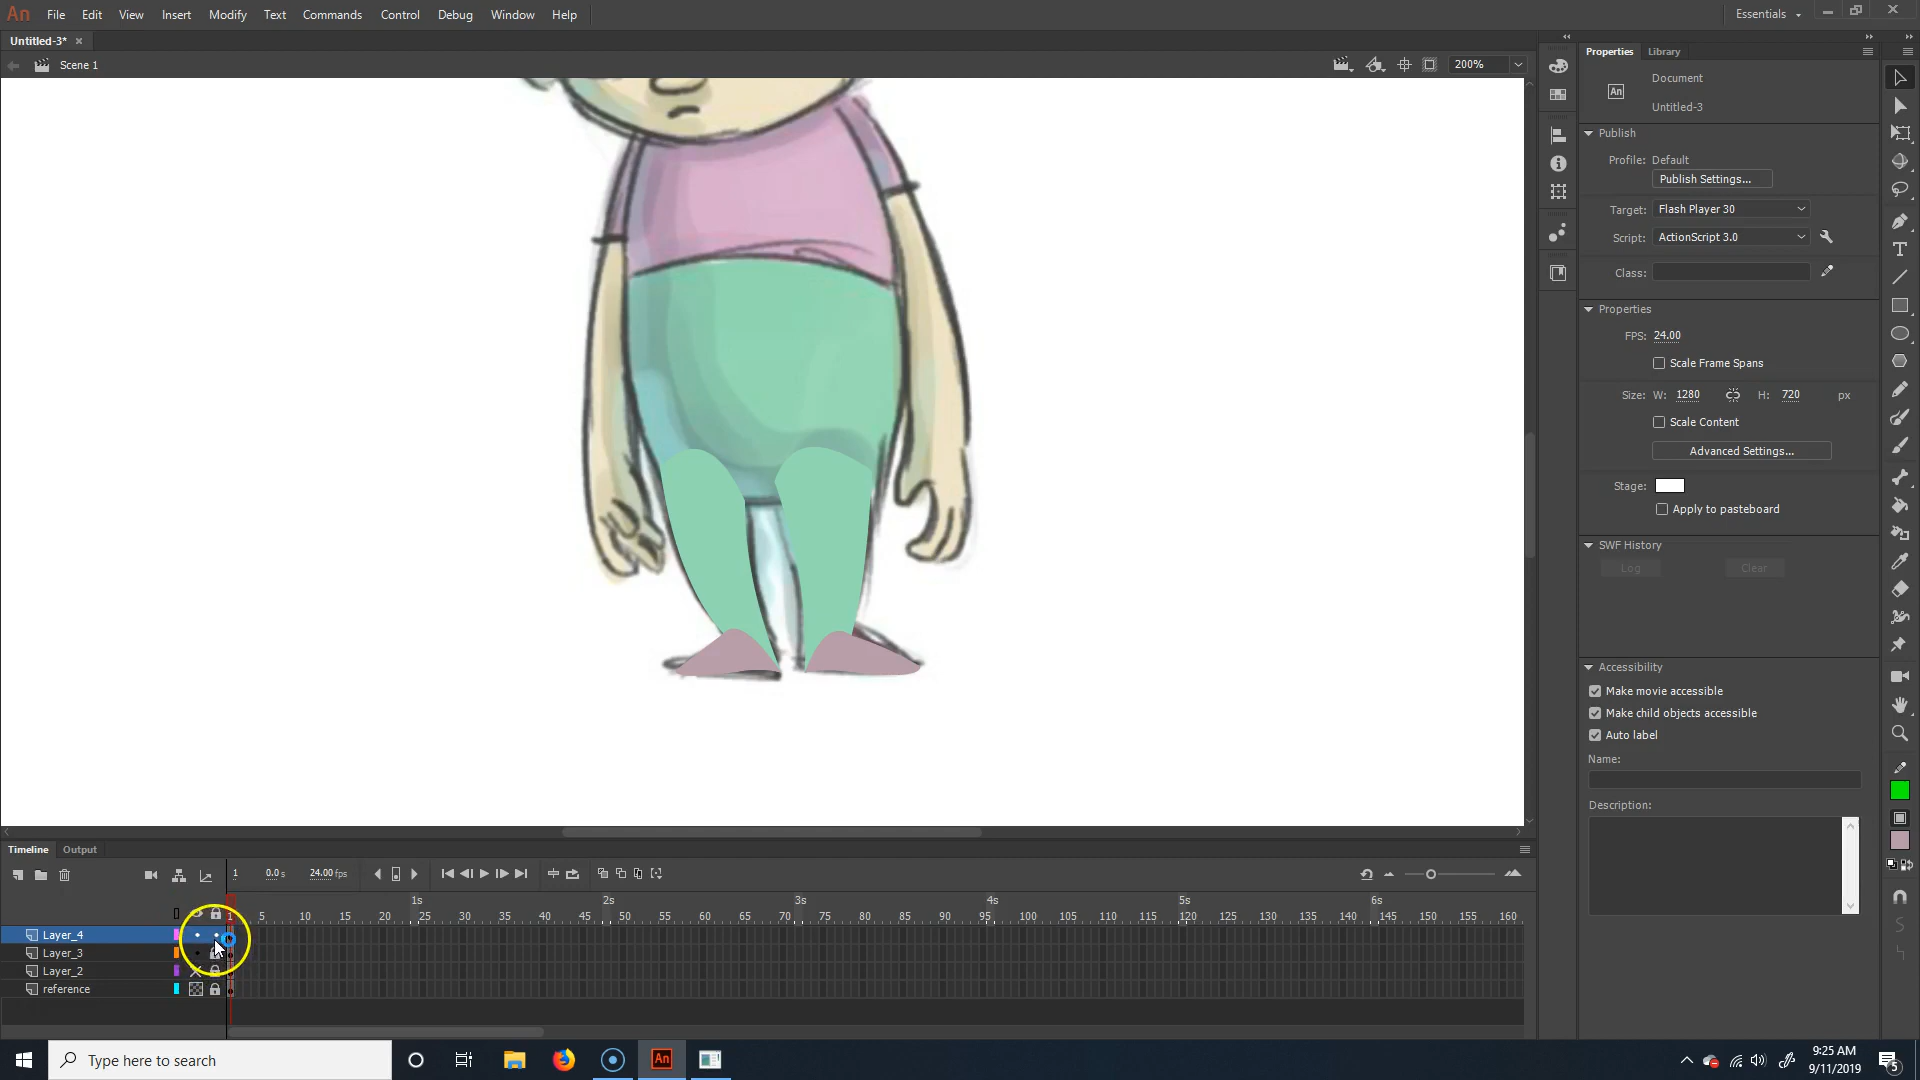 An File Edit View Insert Modify Text Commands Control Debug Window Help Essentials
Untitled-3* ×
Scene 1 200%
Properties Library
Document
An
Untitled-3
Publish
Profile: Default
Publish Settings...
Target: Flash Player 30
Script: ActionScript 3.0
Class:
Properties
FPS: 24.00
Scale Frame Spans
Size: W: 1280 H: 720 px
Scale Content
Advanced Settings...
Stage:
Apply to pasteboard
SWF History
Log Clear
Accessibility
Make movie accessible
Make child objects accessible
Auto label
Name:
Description:
Timeline Output
1 0.0 s 24.00 fps
1s 2s 3s 4s 5s 6s
1 5 10 15 20 25 30 35 40 45 50 55 60 65 70 75 80 85 90 95 100 105 110 115 120 125 130 135 140 145 150 155 160
Layer_4
Layer_3
Layer_2
reference
Type here to search
An
9:25 AM
9/11/2019
5